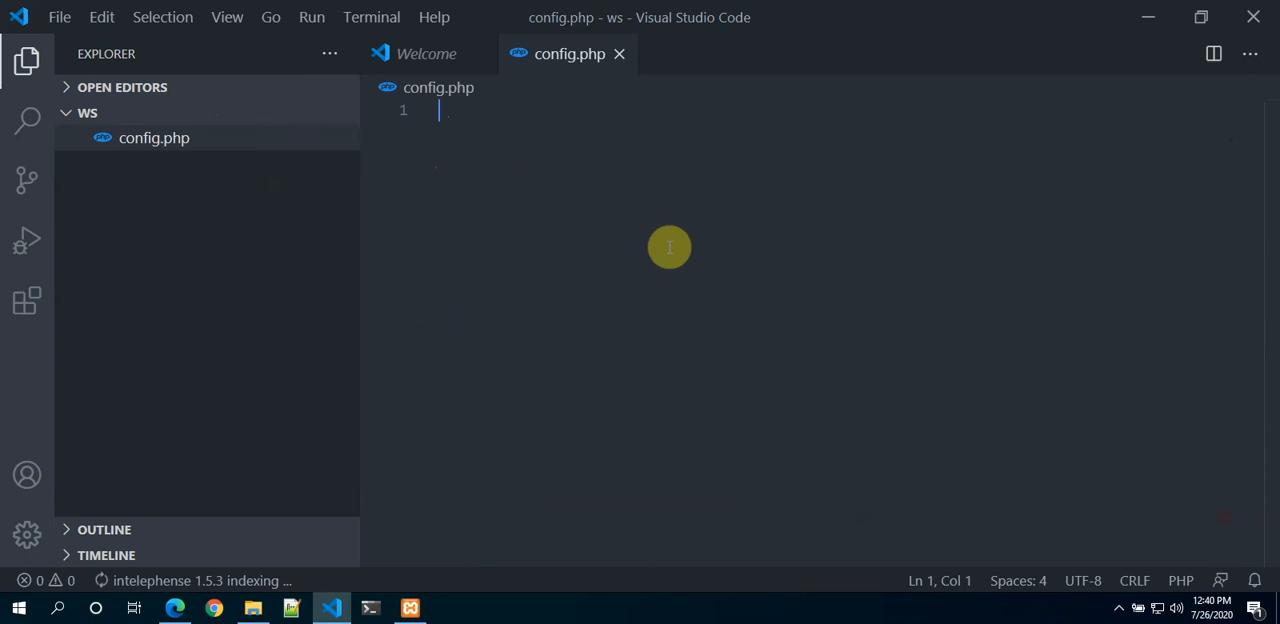 File Edit Selection View Go Run Terminal Help config.php - ws - Visual Studio Code
EXPLORER
Welcome
config.php
OPEN EDITORS
WS
config.php
config.php
1
OUTLINE
TIMELINE
0 0 intelephense 1.5.3 indexing ... Ln 1, Col 1 Spaces: 4 UTF-8 CRLF PHP
12:40 PM
7/26/2020
1